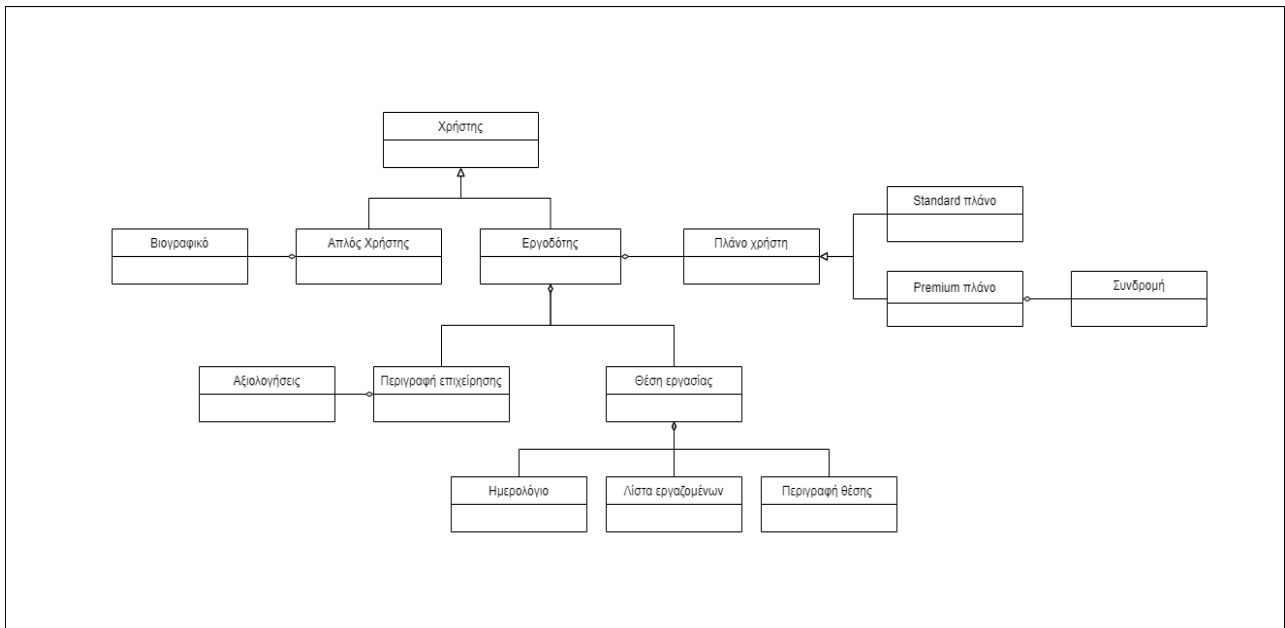 Χρήστης
Standard πλάνο
Βιογραφικό
Απλός Χρήστης
Εργοδότης
Πλάνο χρήστη
Premium πλάνο
Συνδρομή
Αξιολογήσεις
Περιγραφή επιχείρησης
Θέση εργασίας
Ημερολόγιο
Λίστα εργαζομένων
Περιγραφή θέσης